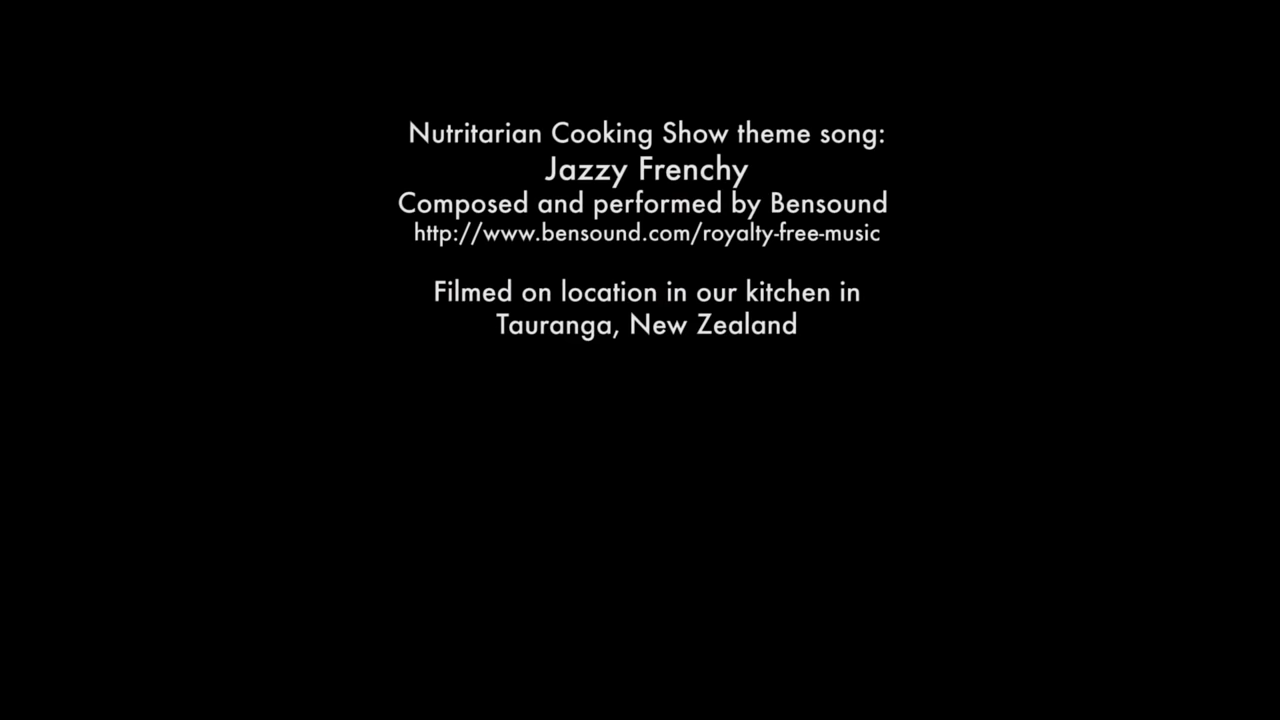 Nutritarian Cooking Show theme song:
Jazzy Frenchy
Composed and performed by Bensound
http://www.bensound.com/royalty-free-music
Filmed on location in our kitchen in
Tauranga, New Zealand